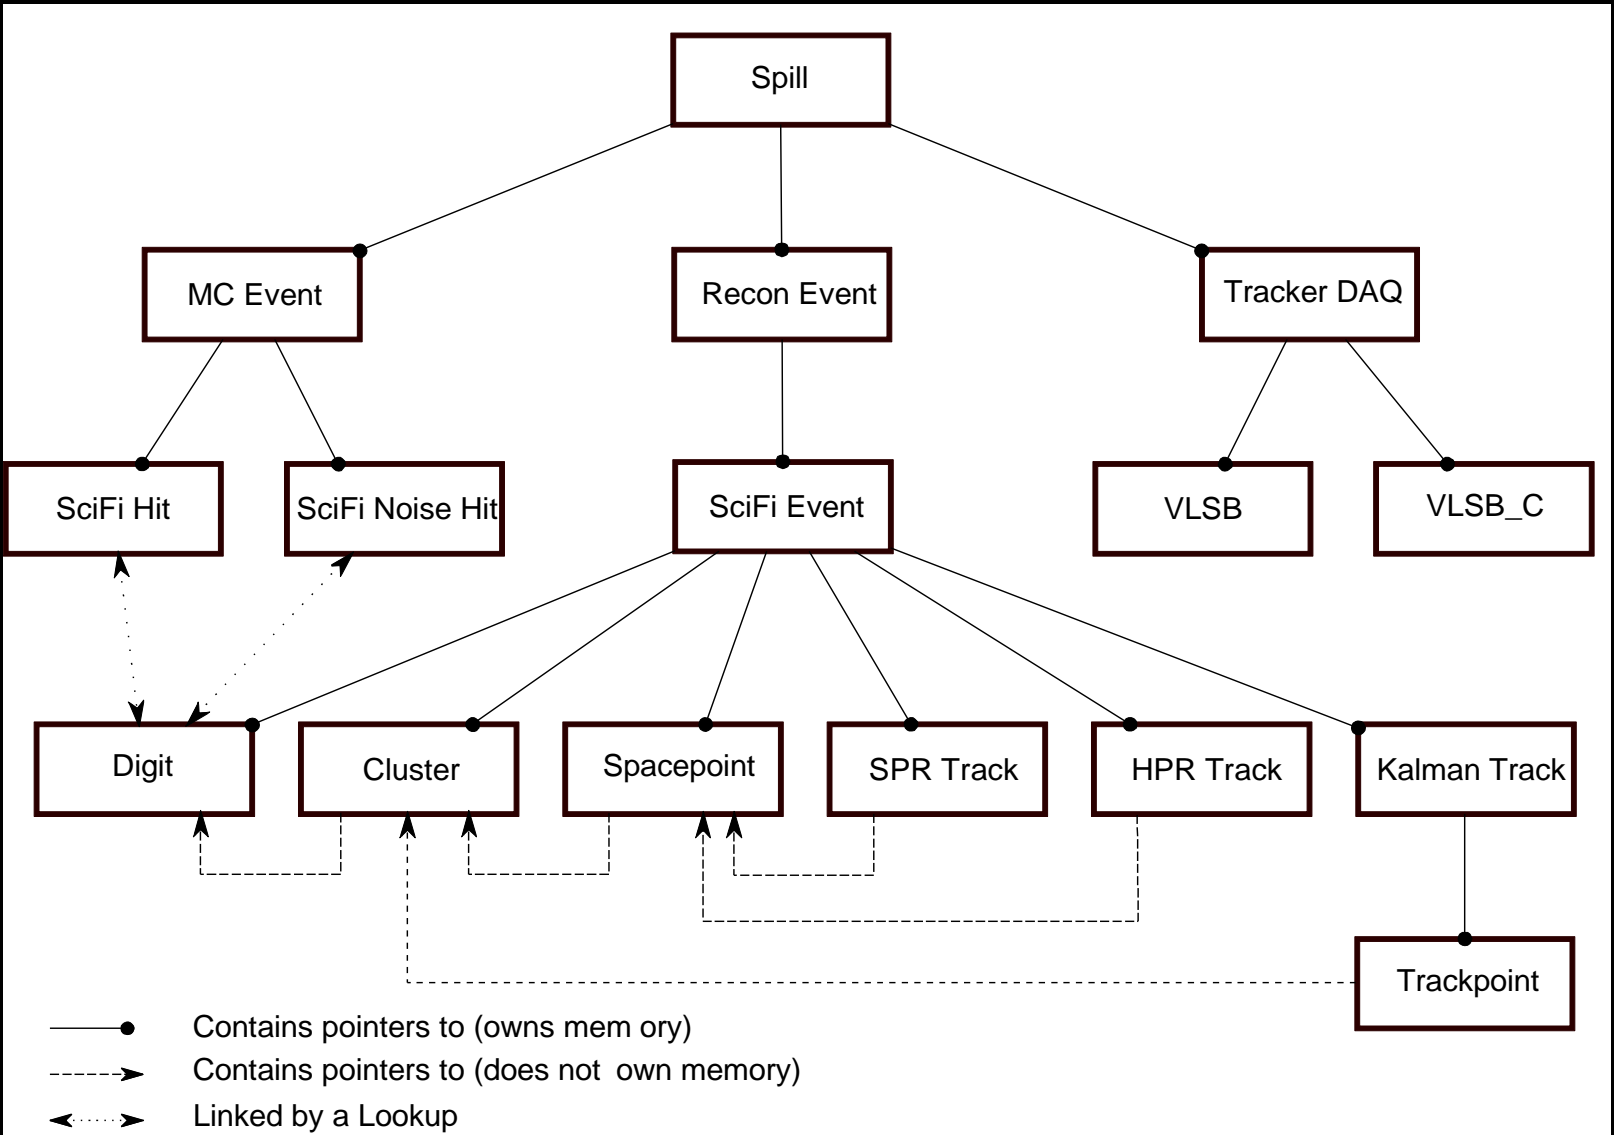 Spill
MC Event
Recon Event
Tracker DAQ
SciFi Hit
SciFi Noise Hit
SciFi Event
VLSB
VLSB_C
Digit
Cluster
Spacepoint
SPR Track
HPR Track
Kalman Track
Trackpoint
Contains pointers to (owns mem ory)
Contains pointers to (does not own memory)
Linked by a Lookup